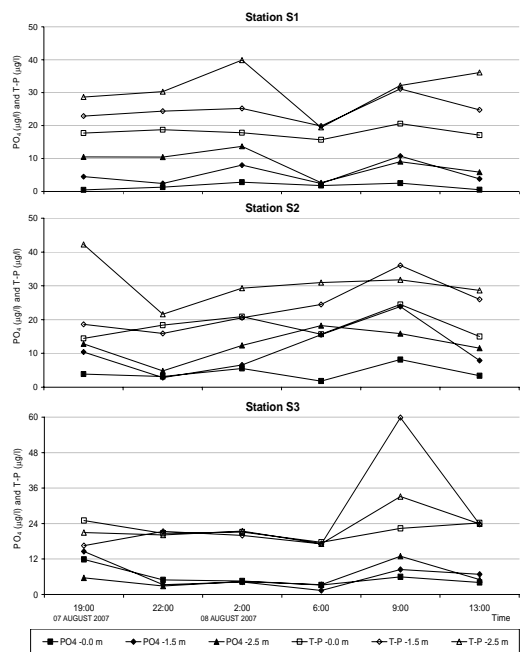 Station S1
PO4 (µg/l) and T-P (µg/l)
50
40
30
20
10
0
Station S2
PO4 (µg/l) and T-P (µg/l)
50
40
30
20
10
0
Station S3
PO4 (µg/l) and T-P (µg/l)
60
48
36
24
12
0
19:00 22:00 2:00 6:00 9:00 13:00
07 AUGUST 2007 08 AUGUST 2007 Time
PO4 -0.0 m PO4 -1.5 m PO4 -2.5 m T-P -0.0 m T-P -1.5 m T-P -2.5 m